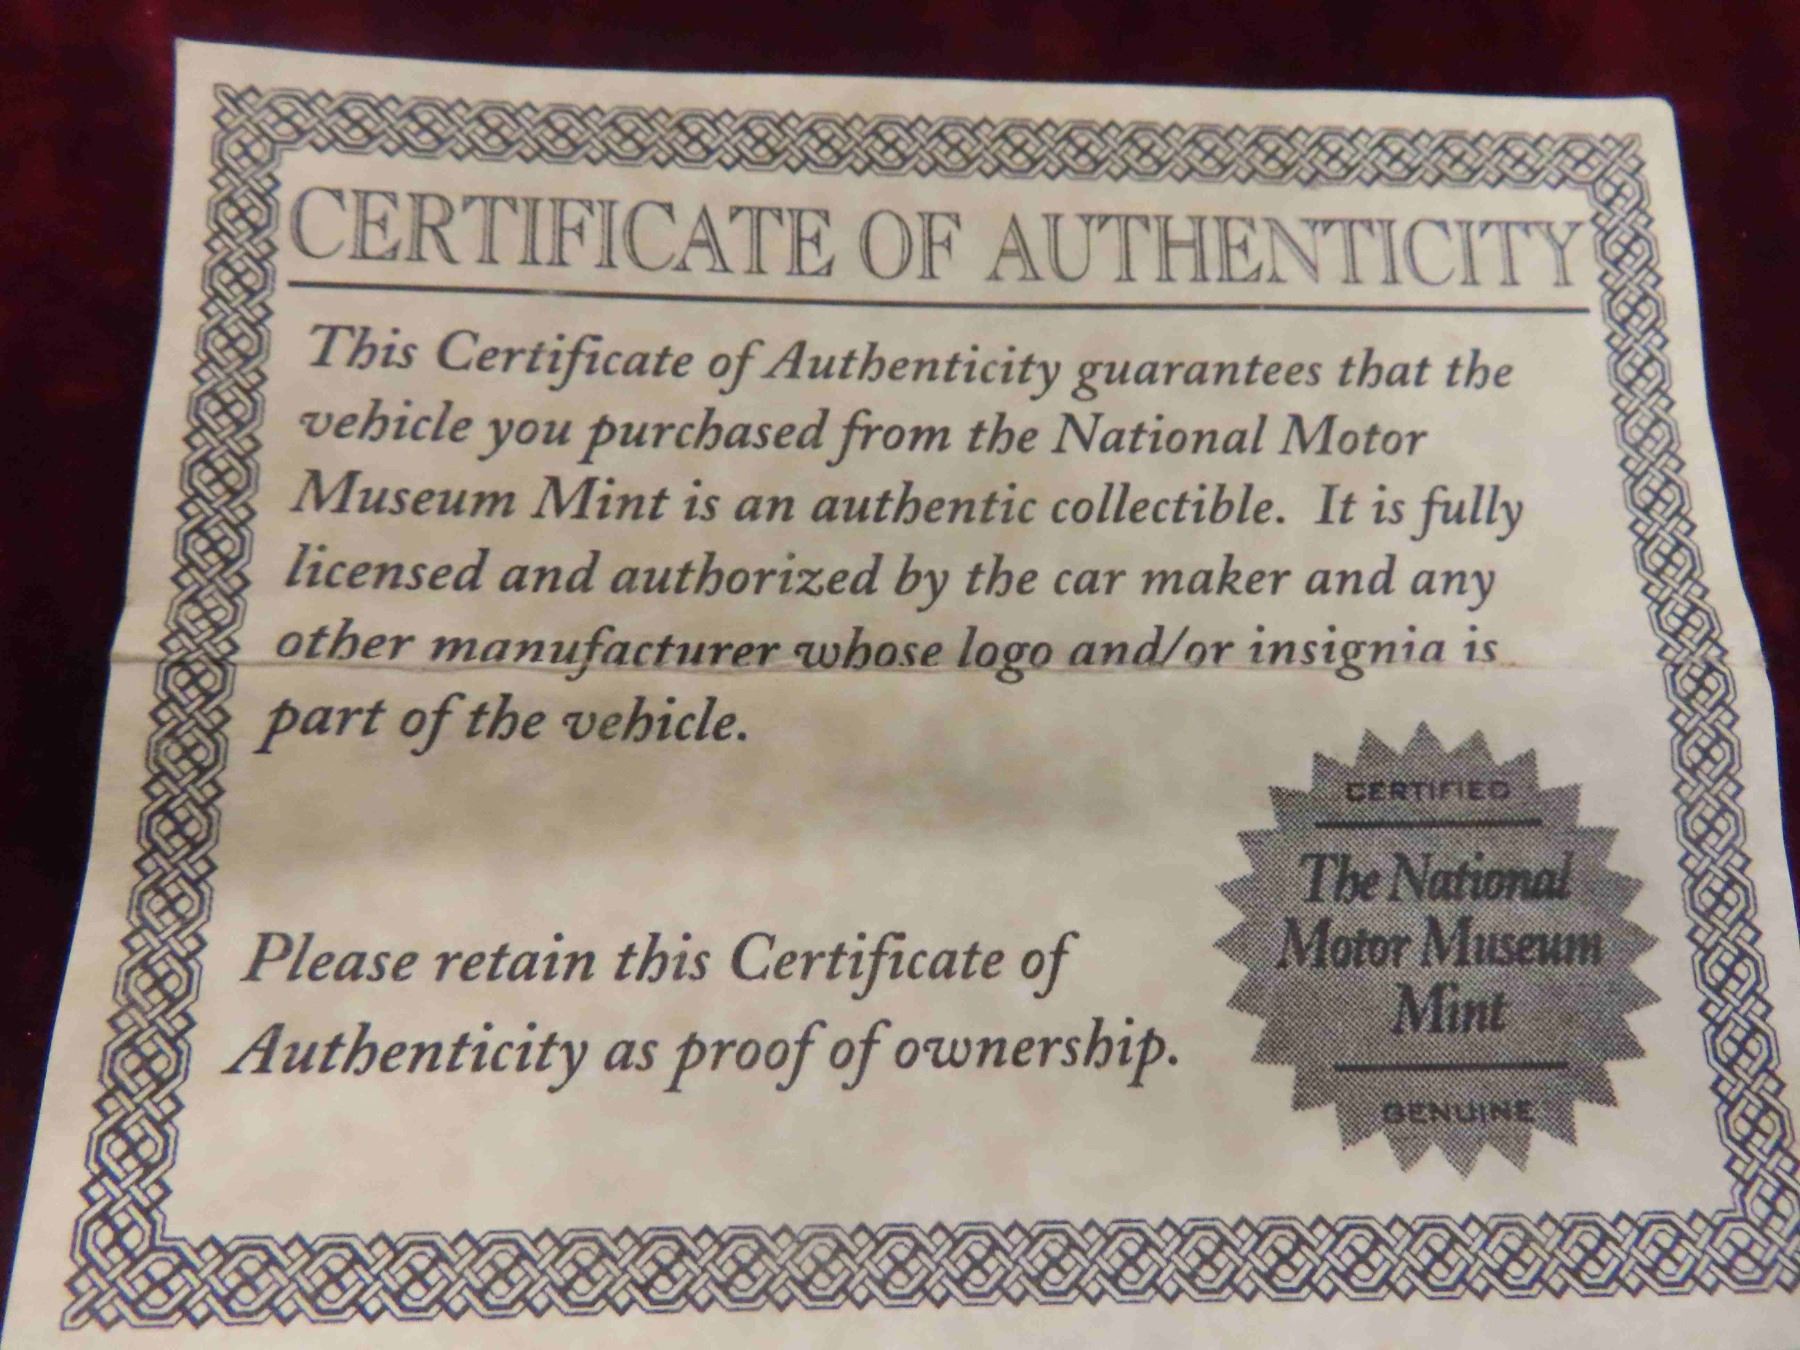 CERTIFICATE OF AUTHENTICITY
This Certificate of Authenticity guarantees that the
vehicle you purchased from the National Motor
Museum Mint is an authentic collectible. It is fully
licensed and authorized by the car maker and any
other manufacturer whose logo and/or insignia is
part of the vehicle.
Please retain this Certificate of
Authenticity as proof of ownership.
CERTIFIED
The National
Motor Museum
Mint
GENUINE